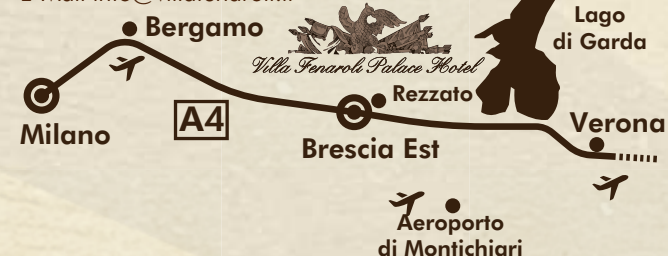 Lago
di Garda
Bergamo
Villa Fenaroli Palace Hotel
Rezzato
A4
Milano
Brescia Est
Verona
Aeroporto
di Montichiari